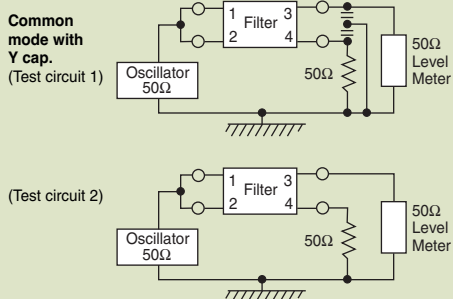 Common
mode with
Y cap.
(Test circuit 1)
1 Filter 3
2 4
Oscillator
50Ω
50Ω
50Ω
Level
Meter
(Test circuit 2)
1 Filter 3
2 4
Oscillator
50Ω
50Ω
50Ω
Level
Meter